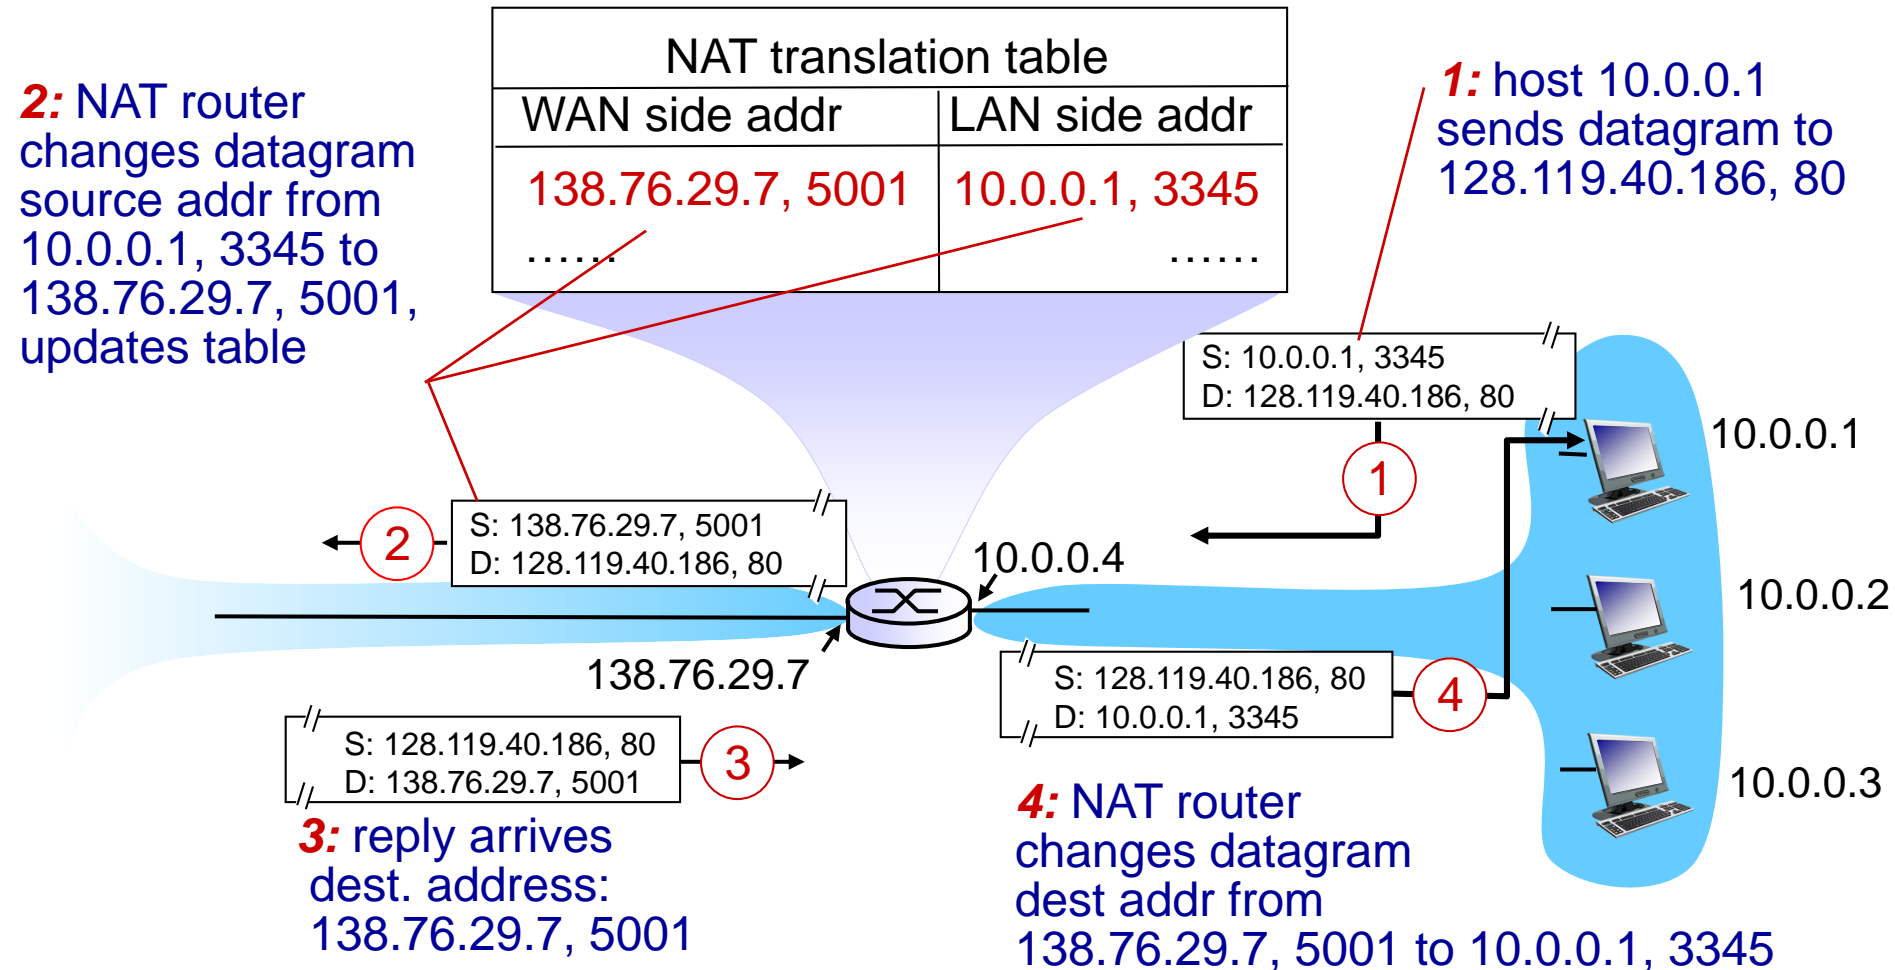 NAT translation table
WAN side addr
LAN side addr
138.76.29.7, 5001
10.0.0.1, 3345
……
……
2: NAT router
changes datagram
source addr from
10.0.0.1, 3345 to
138.76.29.7, 5001,
updates table
1: host 10.0.0.1
sends datagram to
128.119.40.186, 80
S: 10.0.0.1, 3345
D: 128.119.40.186, 80
1
10.0.0.1
2
S: 138.76.29.7, 5001
D: 128.119.40.186, 80
10.0.0.4
10.0.0.2
138.76.29.7
S: 128.119.40.186, 80
D: 10.0.0.1, 3345
4
S: 128.119.40.186, 80
D: 138.76.29.7, 5001
3
10.0.0.3
3: reply arrives
dest. address:
138.76.29.7, 5001
4: NAT router
changes datagram
dest addr from
138.76.29.7, 5001 to 10.0.0.1, 3345